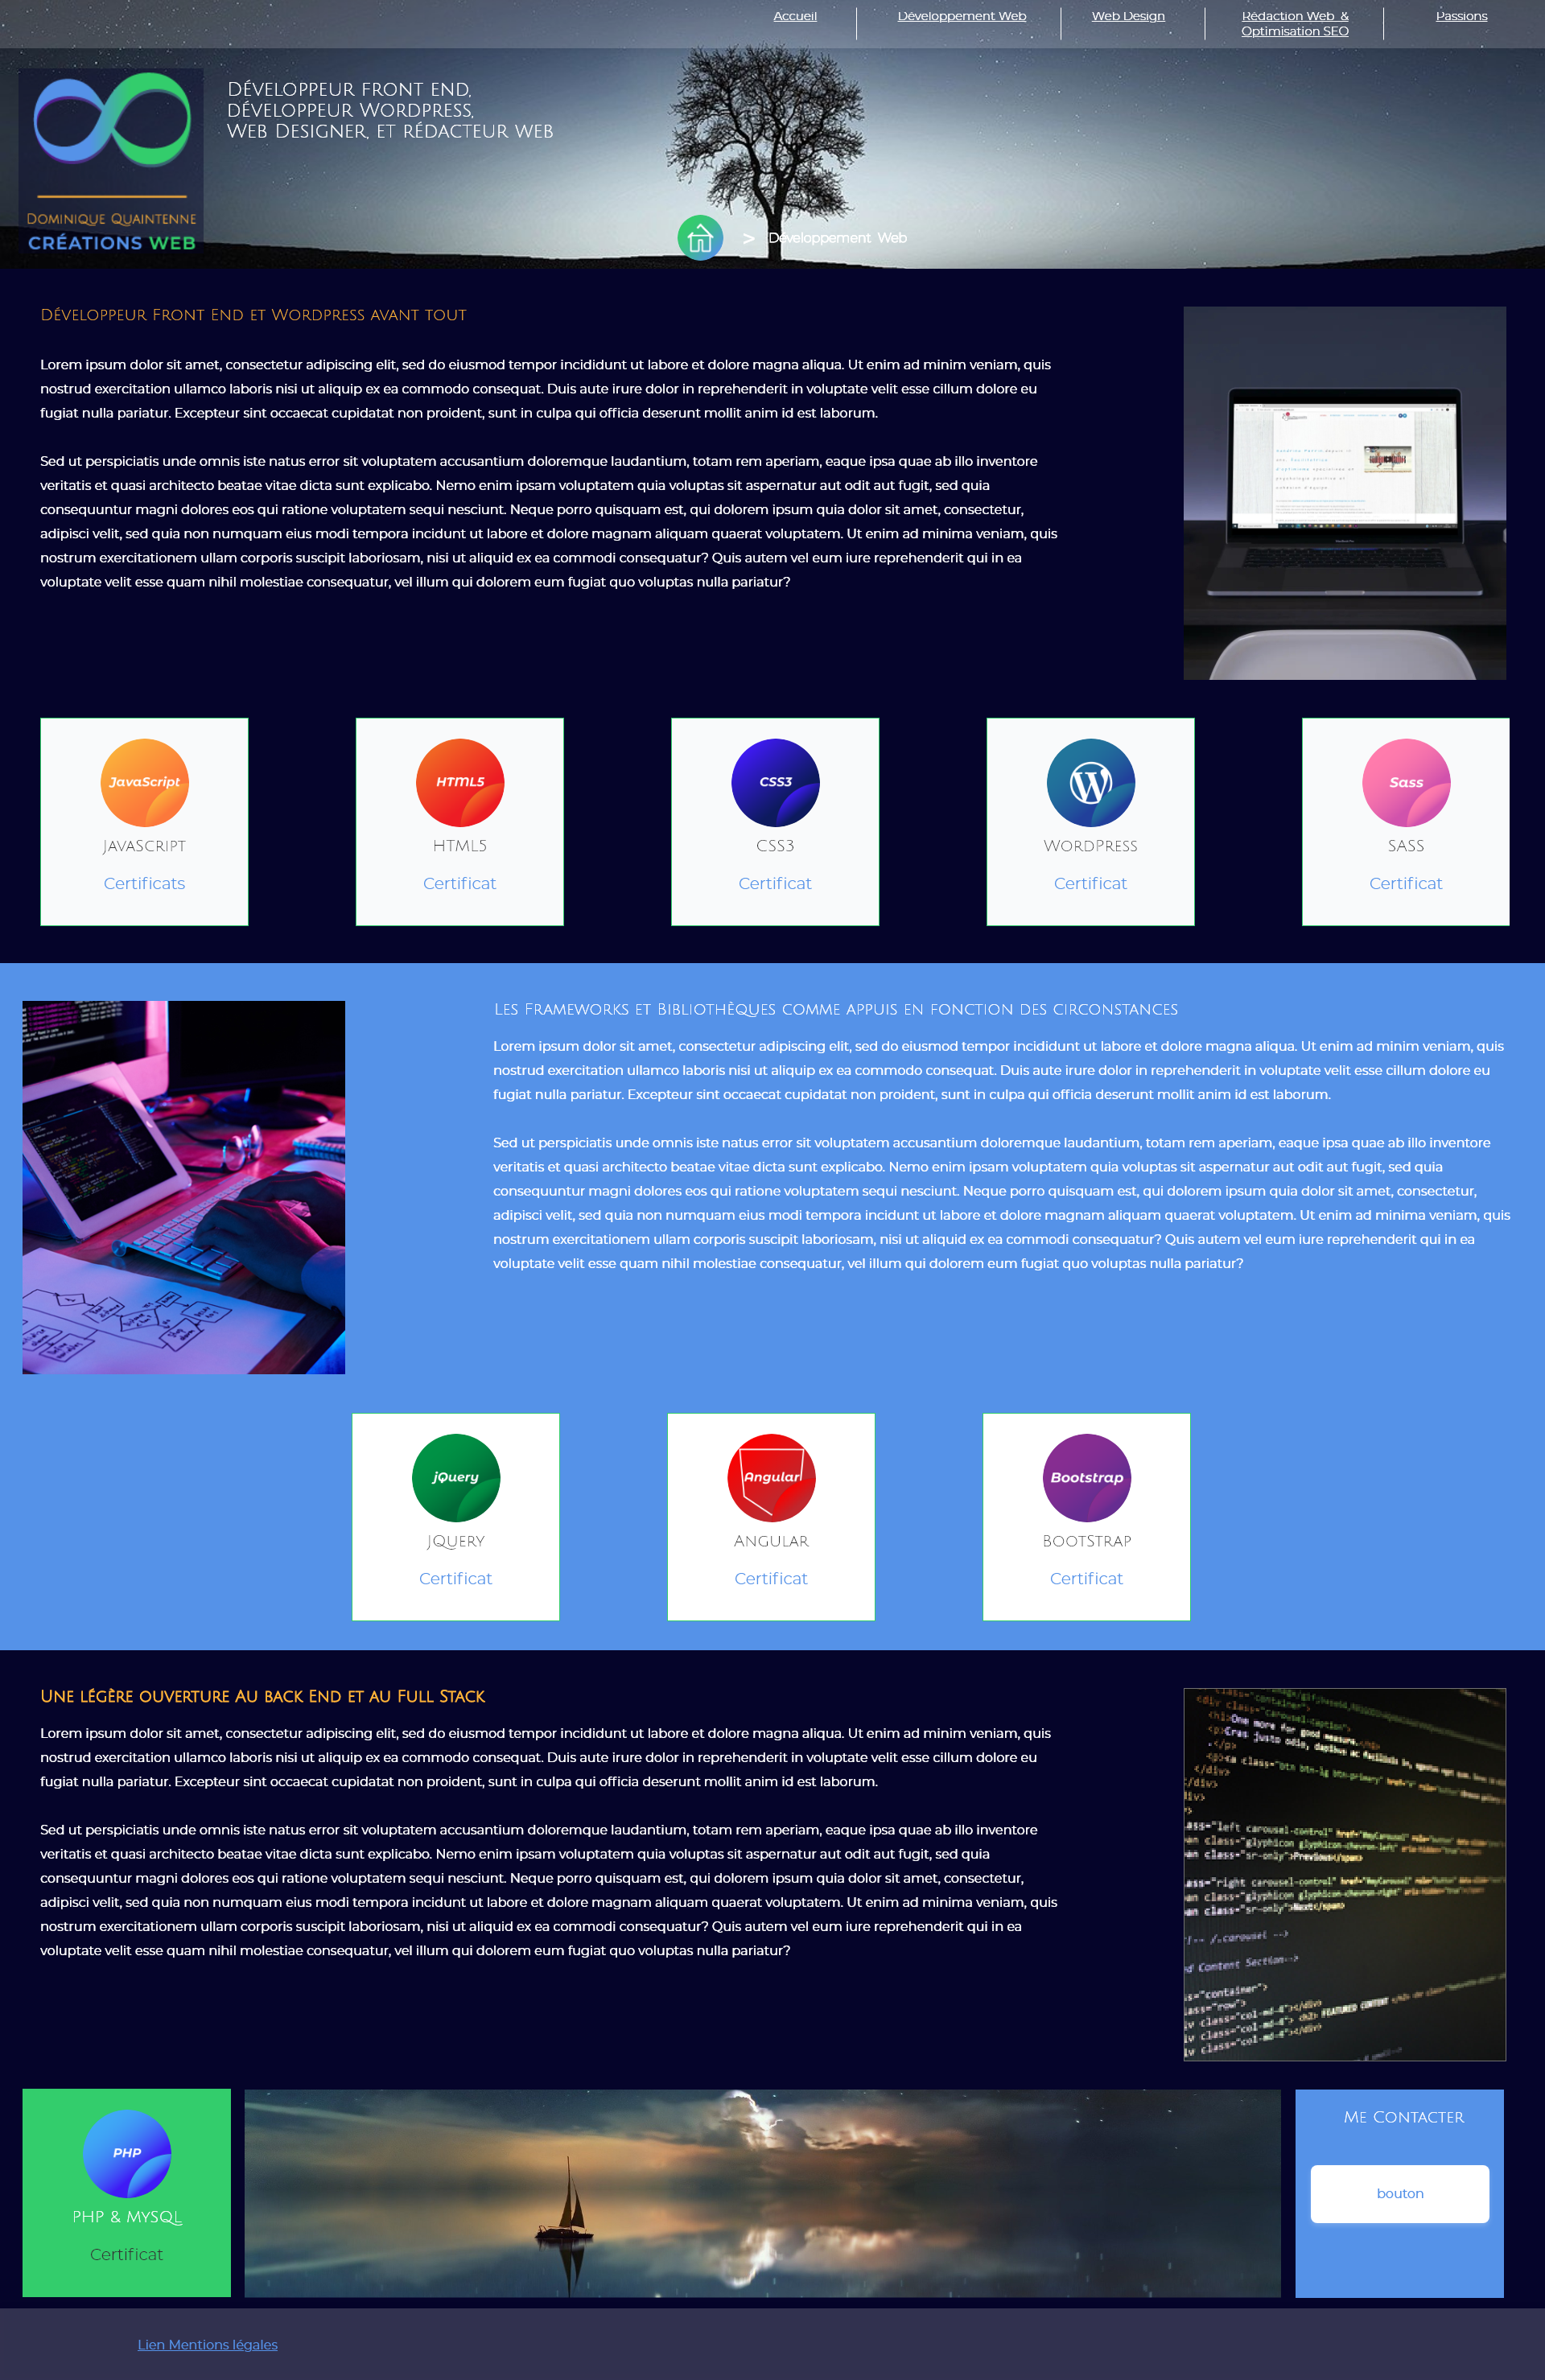 Accueil
Développement Web
Web Design
Rédaction Web &
Optimisation SEO
Passions
Développeur front end,
développeur Wordpress,
Web Designer, et rédacteur web
Dominique Quaintenne
CRÉATIONS WEB
> Développement Web
Développeur Front End et Wordpress avant tout
Lorem ipsum dolor sit amet, consectetur adipiscing elit, sed do eiusmod tempor incididunt ut labore et dolore magna aliqua. Ut enim ad minim veniam, quis
nostrud exercitation ullamco laboris nisi ut aliquip ex ea commodo consequat. Duis aute irure dolor in reprehenderit in voluptate velit esse cillum dolore eu
fugiat nulla pariatur. Excepteur sint occaecat cupidatat non proident, sunt in culpa qui officia deserunt mollit anim id est laborum.
Sed ut perspiciatis unde omnis iste natus error sit voluptatem accusantium doloremque laudantium, totam rem aperiam, eaque ipsa quae ab illo inventore
veritatis et quasi architecto beatae vitae dicta sunt explicabo. Nemo enim ipsam voluptatem quia voluptas sit aspernatur aut odit aut fugit, sed quia
consequuntur magni dolores eos qui ratione voluptatem sequi nesciunt. Neque porro quisquam est, qui dolorem ipsum quia dolor sit amet, consectetur,
adipisci velit, sed quia non numquam eius modi tempora incidunt ut labore et dolore magnam aliquam quaerat voluptatem. Ut enim ad minima veniam, quis
nostrum exercitationem ullam corporis suscipit laboriosam, nisi ut aliquid ex ea commodi consequatur? Quis autem vel eum iure reprehenderit qui in ea
voluptate velit esse quam nihil molestiae consequatur, vel illum qui dolorem eum fugiat quo voluptas nulla pariatur?
JavaScript
JavaScript
Certificats
HTML5
HTML5
Certificat
CSS3
CSS3
Certificat
WordPress
Certificat
Sass
SASS
Certificat
Les Frameworks et Bibliothèques comme appuis en fonction des circonstances
Lorem ipsum dolor sit amet, consectetur adipiscing elit, sed do eiusmod tempor incididunt ut labore et dolore magna aliqua. Ut enim ad minim veniam, quis
nostrud exercitation ullamco laboris nisi ut aliquip ex ea commodo consequat. Duis aute irure dolor in reprehenderit in voluptate velit esse cillum dolore eu
fugiat nulla pariatur. Excepteur sint occaecat cupidatat non proident, sunt in culpa qui officia deserunt mollit anim id est laborum.
Sed ut perspiciatis unde omnis iste natus error sit voluptatem accusantium doloremque laudantium, totam rem aperiam, eaque ipsa quae ab illo inventore
veritatis et quasi architecto beatae vitae dicta sunt explicabo. Nemo enim ipsam voluptatem quia voluptas sit aspernatur aut odit aut fugit, sed quia
consequuntur magni dolores eos qui ratione voluptatem sequi nesciunt. Neque porro quisquam est, qui dolorem ipsum quia dolor sit amet, consectetur,
adipisci velit, sed quia non numquam eius modi tempora incidunt ut labore et dolore magnam aliquam quaerat voluptatem. Ut enim ad minima veniam, quis
nostrum exercitationem ullam corporis suscipit laboriosam, nisi ut aliquid ex ea commodi consequatur? Quis autem vel eum iure reprehenderit qui in ea
voluptate velit esse quam nihil molestiae consequatur, vel illum qui dolorem eum fugiat quo voluptas nulla pariatur?
jQuery
JQuery
Certificat
Angular
Angular
Certificat
Bootstrap
BootStrap
Certificat
Une légère ouverture Au back End et au Full Stack
Lorem ipsum dolor sit amet, consectetur adipiscing elit, sed do eiusmod tempor incididunt ut labore et dolore magna aliqua. Ut enim ad minim veniam, quis
nostrud exercitation ullamco laboris nisi ut aliquip ex ea commodo consequat. Duis aute irure dolor in reprehenderit in voluptate velit esse cillum dolore eu
fugiat nulla pariatur. Excepteur sint occaecat cupidatat non proident, sunt in culpa qui officia deserunt mollit anim id est laborum.
Sed ut perspiciatis unde omnis iste natus error sit voluptatem accusantium doloremque laudantium, totam rem aperiam, eaque ipsa quae ab illo inventore
veritatis et quasi architecto beatae vitae dicta sunt explicabo. Nemo enim ipsam voluptatem quia voluptas sit aspernatur aut odit aut fugit, sed quia
consequuntur magni dolores eos qui ratione voluptatem sequi nesciunt. Neque porro quisquam est, qui dolorem ipsum quia dolor sit amet, consectetur,
adipisci velit, sed quia non numquam eius modi tempora incidunt ut labore et dolore magnam aliquam quaerat voluptatem. Ut enim ad minima veniam, quis
nostrum exercitationem ullam corporis suscipit laboriosam, nisi ut aliquid ex ea commodi consequatur? Quis autem vel eum iure reprehenderit qui in ea
voluptate velit esse quam nihil molestiae consequatur, vel illum qui dolorem eum fugiat quo voluptas nulla pariatur?
<div class="carousel-caption">
<h1>One more for good measure.
</p>
</div>
class="left carousel-control"
class="right carousel-control"
<!-- /.carousel -->
="container">
="row">
PHP
PHP & MySQL
Certificat
Me Contacter
bouton
Lien Mentions légales